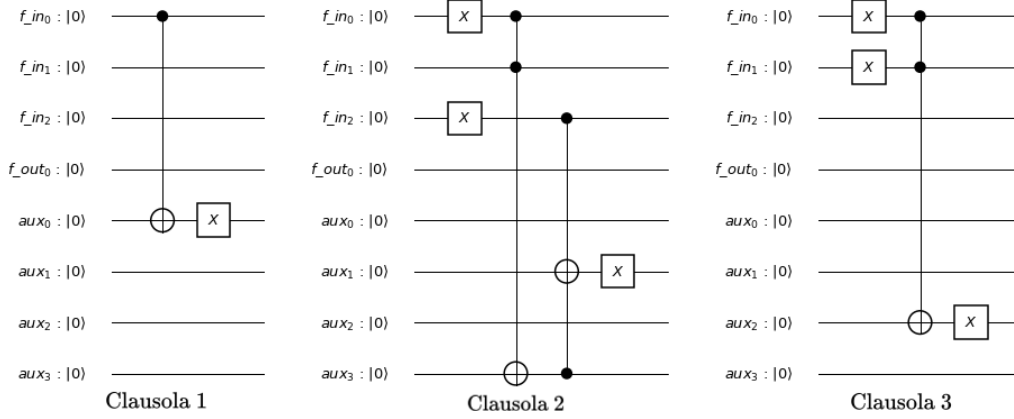 f_in₀ : |0⟩
f_in₁ : |0⟩
f_in₂ : |0⟩
f_out₀ : |0⟩
aux₀ : |0⟩ X
aux₁ : |0⟩
aux₂ : |0⟩
aux₃ : |0⟩
Clausola 1
f_in₀ : |0⟩ X
f_in₁ : |0⟩
f_in₂ : |0⟩ X
f_out₀ : |0⟩
aux₀ : |0⟩
aux₁ : |0⟩ X
aux₂ : |0⟩
aux₃ : |0⟩
Clausola 2
f_in₀ : |0⟩ X
f_in₁ : |0⟩ X
f_in₂ : |0⟩
f_out₀ : |0⟩
aux₀ : |0⟩
aux₁ : |0⟩
aux₂ : |0⟩ X
aux₃ : |0⟩
Clausola 3